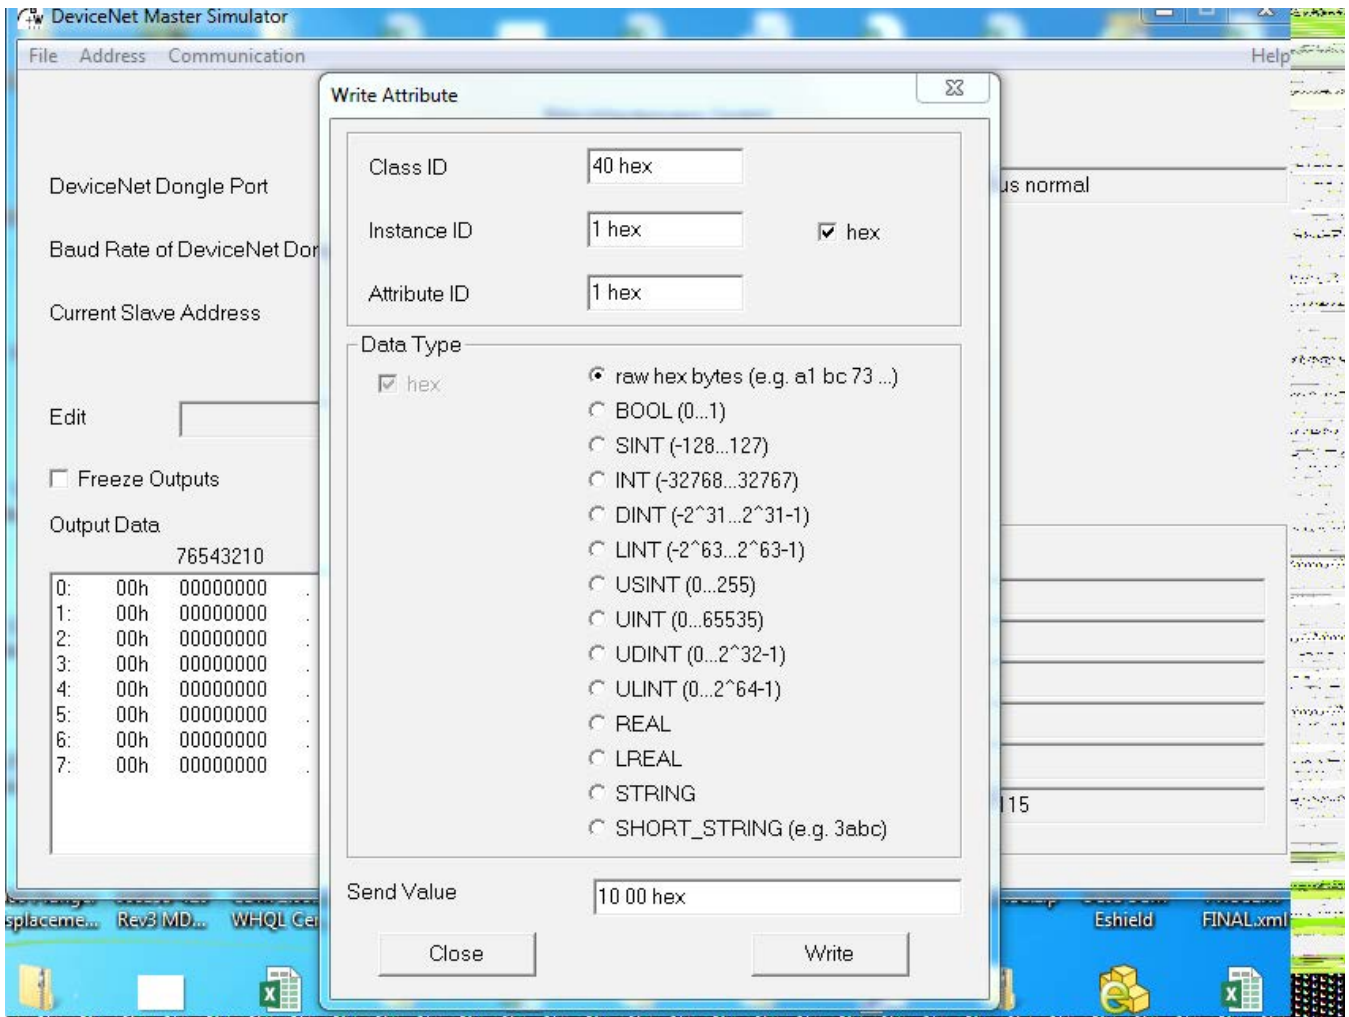 DeviceNet Master Simulator
File Address Communication Help
Write Attribute
Class ID 40 hex
DeviceNet Dongle Port us normal
Instance ID 1 hex hex
Baud Rate of DeviceNet Don
Attribute ID 1 hex
Current Slave Address
Data Type
hex
raw hex bytes (e.g. a1 bc 73 ...)
Edit
BOOL (0...1)
SINT (-128...127)
Freeze Outputs
INT (-32768...32767)
Output Data
DINT (-2^31...2^31-1)
76543210
LINT (-2^63...2^63-1)
0: 00h 00000000 .
USINT (0...255)
1: 00h 00000000 .
UINT (0...65535)
2: 00h 00000000 .
UDINT (0...2^32-1)
3: 00h 00000000 .
4: 00h 00000000 .
ULINT (0...2^64-1)
5: 00h 00000000 .
REAL
6: 00h 00000000 .
LREAL
7: 00h 00000000 .
STRING
115
SHORT_STRING (e.g. 3abc)
Send Value 10 00 hex
splaceme... Rev3 MD... WHQL Cer Eshield FINAL.xml
Close Write